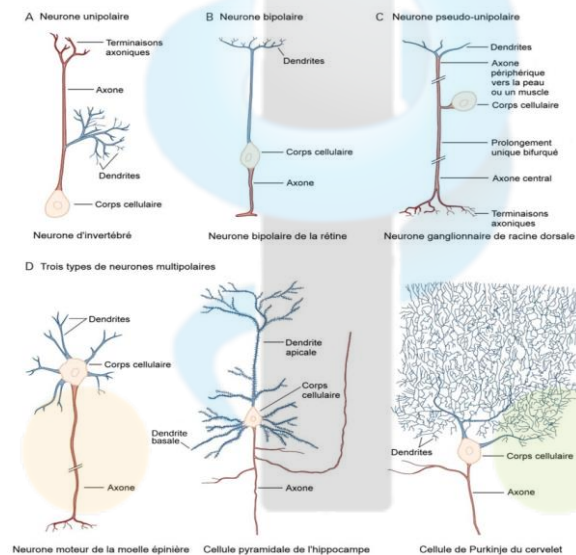 A Neurone unipolaire
Terminaisons
axoniques
Axone
Dendrites
Corps cellulaire
Neurone d'invertébré
B Neurone bipolaire
Dendrites
Corps cellulaire
Axone
Neurone bipolaire de la rétine
C Neurone pseudo-unipolaire
Dendrites
Axone
périphérique
vers la peau
ou un muscle
Corps cellulaire
Prolongement
unique bifurqué
Axone central
Terminaisons
axoniques
Neurone ganglionnaire de racine dorsale
D Trois types de neurones multipolaires
Dendrites
Corps cellulaire
Axone
Neurone moteur de la moelle épinière
Dendrite
apicale
Corps
cellulaire
Dendrite
basale
Axone
Cellule pyramidale de l'hippocampe
Dendrites
Corps cellulaire
Axone
Cellule de Purkinje du cervelet